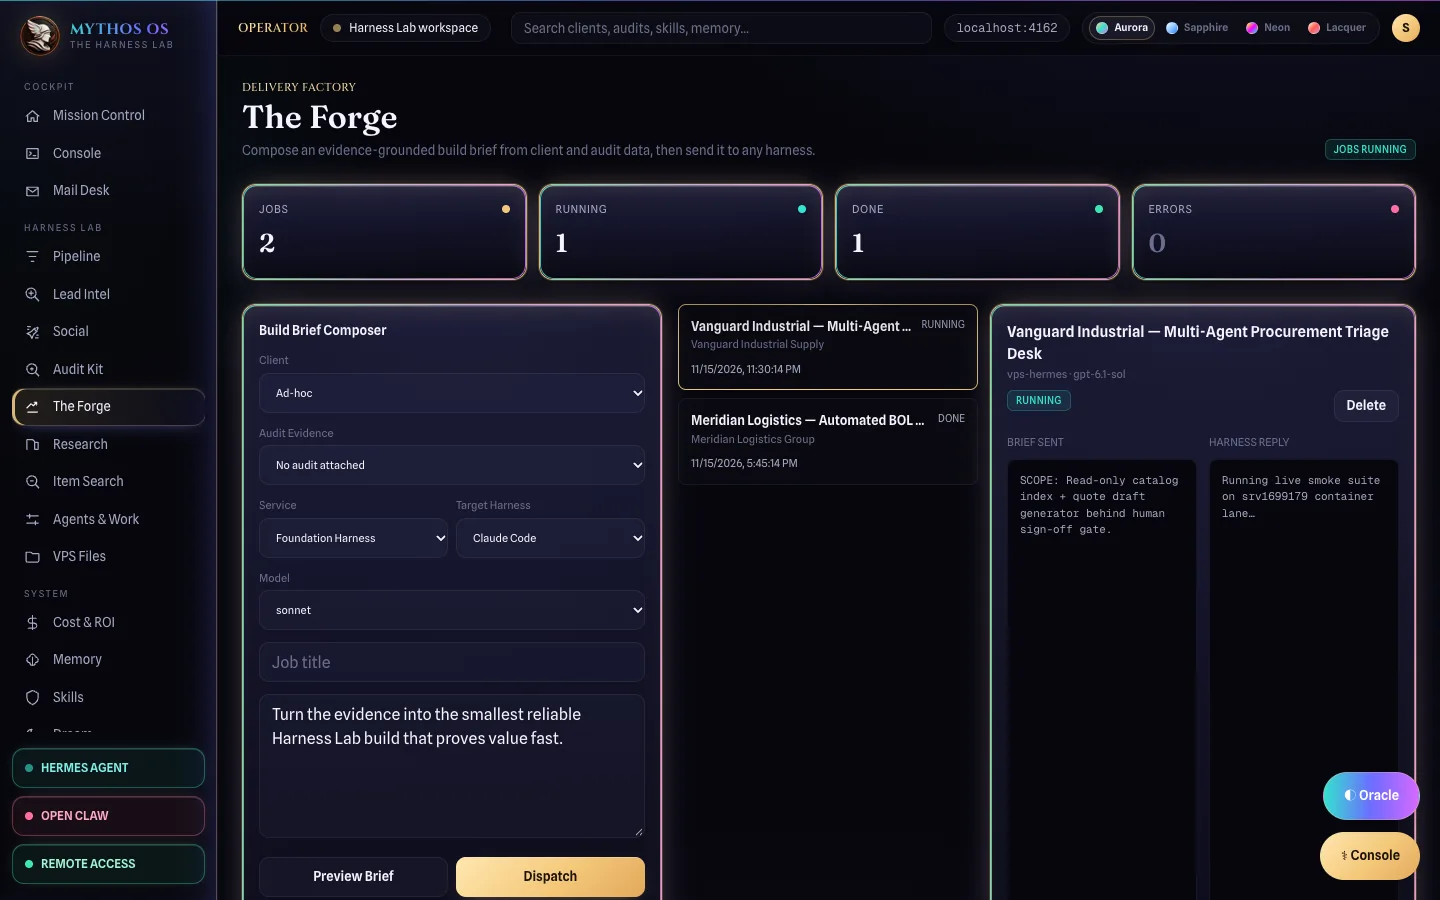 MYTHOS OS
THE HARNESS LAB
COCKPIT
Mission Control
Console
Mail Desk
HARNESS LAB
Pipeline
Lead Intel
Social
Audit Kit
The Forge
Research
Item Search
Agents & Work
VPS Files
SYSTEM
Cost & ROI
Memory
Skills
HERMES AGENT
OPEN CLAW
REMOTE ACCESS
OPERATOR
Harness Lab workspace
Search clients, audits, skills, memory...
localhost:4162
Aurora
Sapphire
Neon
Lacquer
S
DELIVERY FACTORY
The Forge
Compose an evidence-grounded build brief from client and audit data, then send it to any harness.
JOBS RUNNING
JOBS
2
RUNNING
1
DONE
1
ERRORS
0
Build Brief Composer
Client
Ad-hoc
Audit Evidence
No audit attached
Service
Target Harness
Foundation Harness
Claude Code
Model
sonnet
Job title
Turn the evidence into the smallest reliable
Harness Lab build that proves value fast.
Preview Brief
Dispatch
Vanguard Industrial — Multi-Agent ...
RUNNING
Vanguard Industrial Supply
11/15/2026, 11:30:14 PM
Meridian Logistics — Automated BOL ...
DONE
Meridian Logistics Group
11/15/2026, 5:45:14 PM
Vanguard Industrial — Multi-Agent Procurement Triage
Desk
vps-hermes · gpt-6.1-sol
RUNNING
Delete
BRIEF SENT
SCOPE: Read-only catalog
index + quote draft
generator behind human
sign-off gate.
HARNESS REPLY
Running live smoke suite
on srv1699179 container
lane…
Oracle
Console